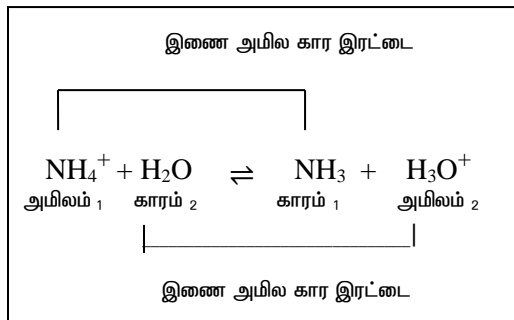 இணை அமில கார இரட்டை
NH₄⁺ + H₂O ⇌ NH₃ + H₃O⁺
அமிலம் ₁ காரம் ₂ காரம் ₁ அமிலம் ₂
இணை அமில கார இரட்டை